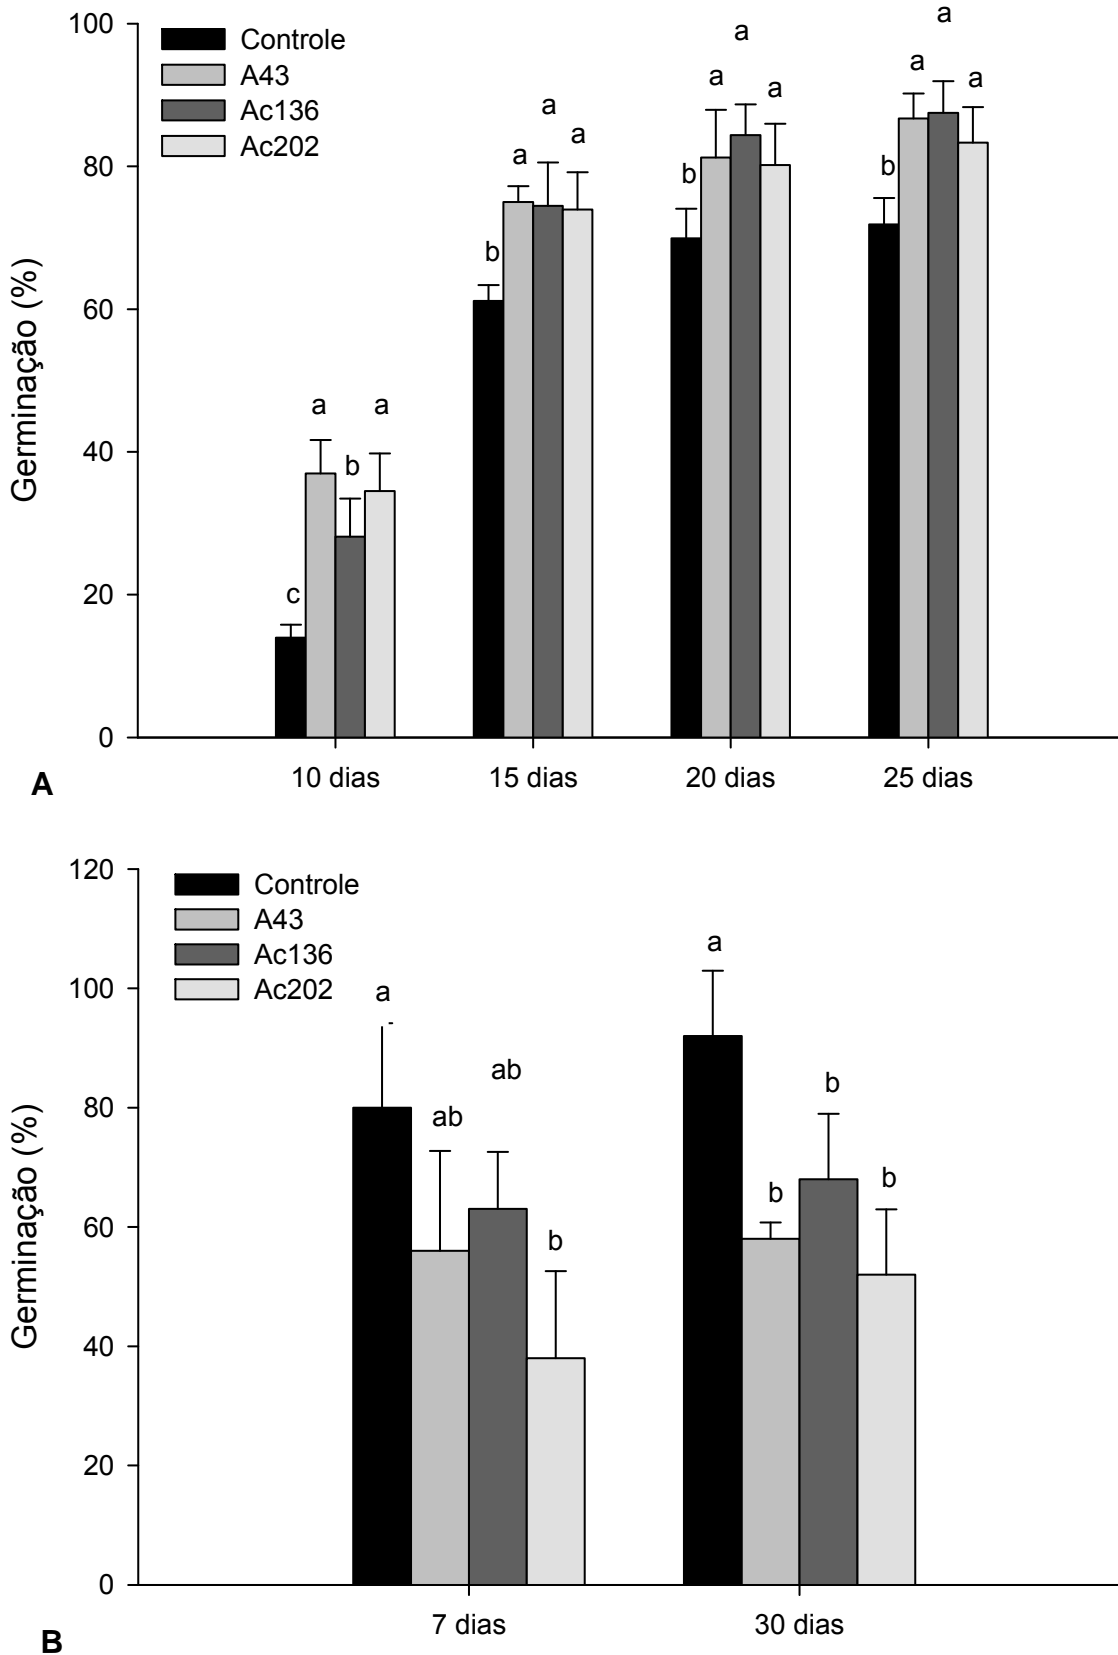 100
80
60
40
20
0
Germinação (%)
Controle
A43
Ac136
Ac202
c
a
b
a
b
a
a
a
b
a
a
a
b
a
a
a
10 dias
15 dias
20 dias
25 dias
A
120
100
80
60
40
20
0
Germinação (%)
Controle
A43
Ac136
Ac202
a
ab
ab
b
a
b
b
b
7 dias
30 dias
B